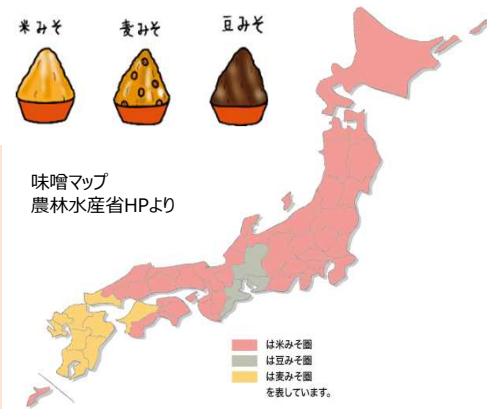 米みそ 麦みそ 豆みそ
味噌マップ
農林水産省HPより
は米みそ圏
は豆みそ圏
は麦みそ圏
を表しています。